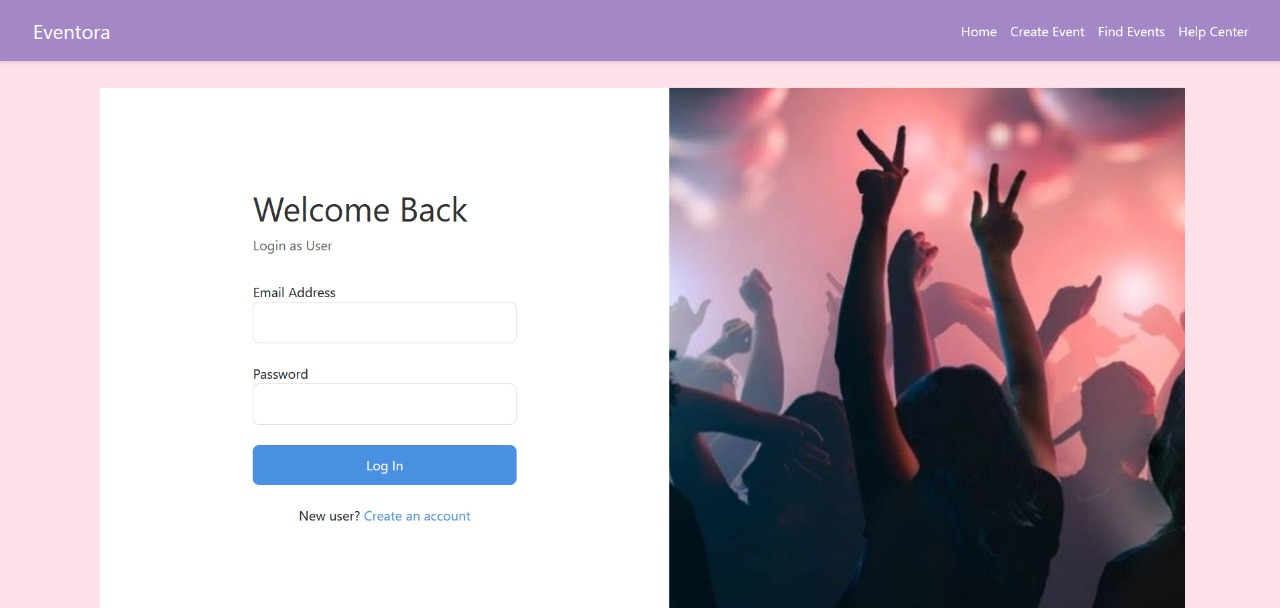 Eventora
Home Create Event Find Events Help Center
Welcome Back
Login as User
Email Address
Password
Log In
New user? Create an account